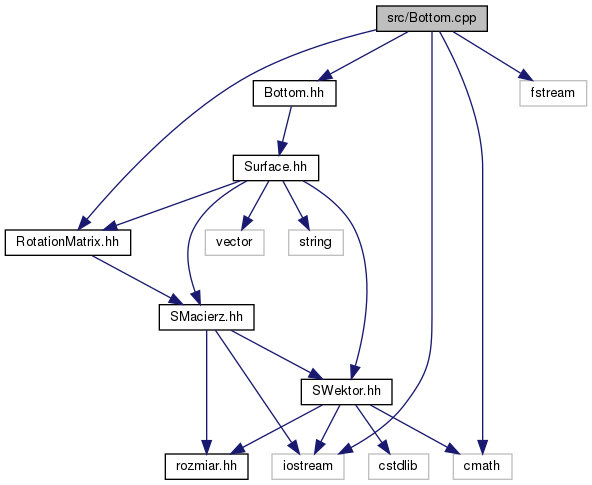 src/Bottom.cpp
Bottom.hh
fstream
Surface.hh
RotationMatrix.hh
vector
string
SMacierz.hh
SWektor.hh
rozmiar.hh
iostream
cstdlib
cmath